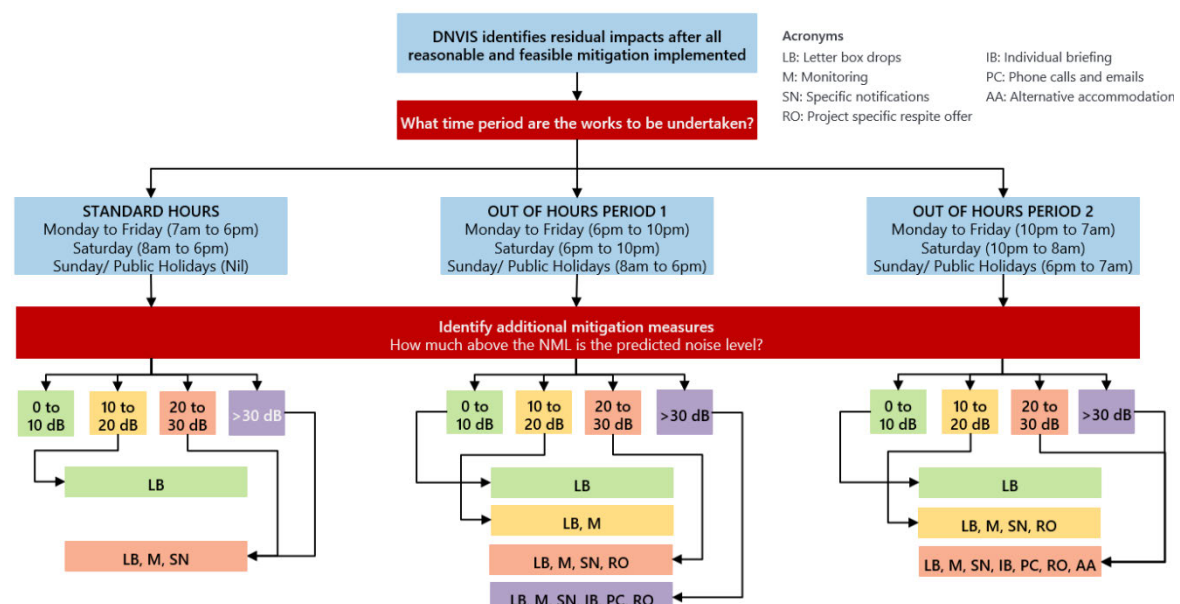 DNVIS identifies residual impacts after all
reasonable and feasible mitigation implemented
Acronyms
LB: Letter box drops
IB: Individual briefing
M: Monitoring
PC: Phone calls and emails
SN: Specific notifications
AA: Alternative accommodation
RO: Project specific respite offer
What time period are the works to be undertaken?
STANDARD HOURS
Monday to Friday (7am to 6pm)
Saturday (8am to 6pm)
Sunday/ Public Holidays (Nil)
OUT OF HOURS PERIOD 1
Monday to Friday (6pm to 10pm)
Saturday (6pm to 10pm)
Sunday/ Public Holidays (8am to 6pm)
OUT OF HOURS PERIOD 2
Monday to Friday (10pm to 7am)
Saturday (10pm to 8am)
Sunday/ Public Holidays (6pm to 7am)
Identify additional mitigation measures
How much above the NML is the predicted noise level?
0 to
10 dB
10 to
20 dB
20 to
30 dB
>30 dB
0 to
10 dB
10 to
20 dB
20 to
30 dB
>30 dB
0 to
10 dB
10 to
20 dB
20 to
30 dB
>30 dB
LB
LB, M, SN
LB
LB, M
LB, M, SN, RO
LB, M, SN, IB, PC, RO
LB
LB, M, SN, RO
LB, M, SN, IB, PC, RO, AA